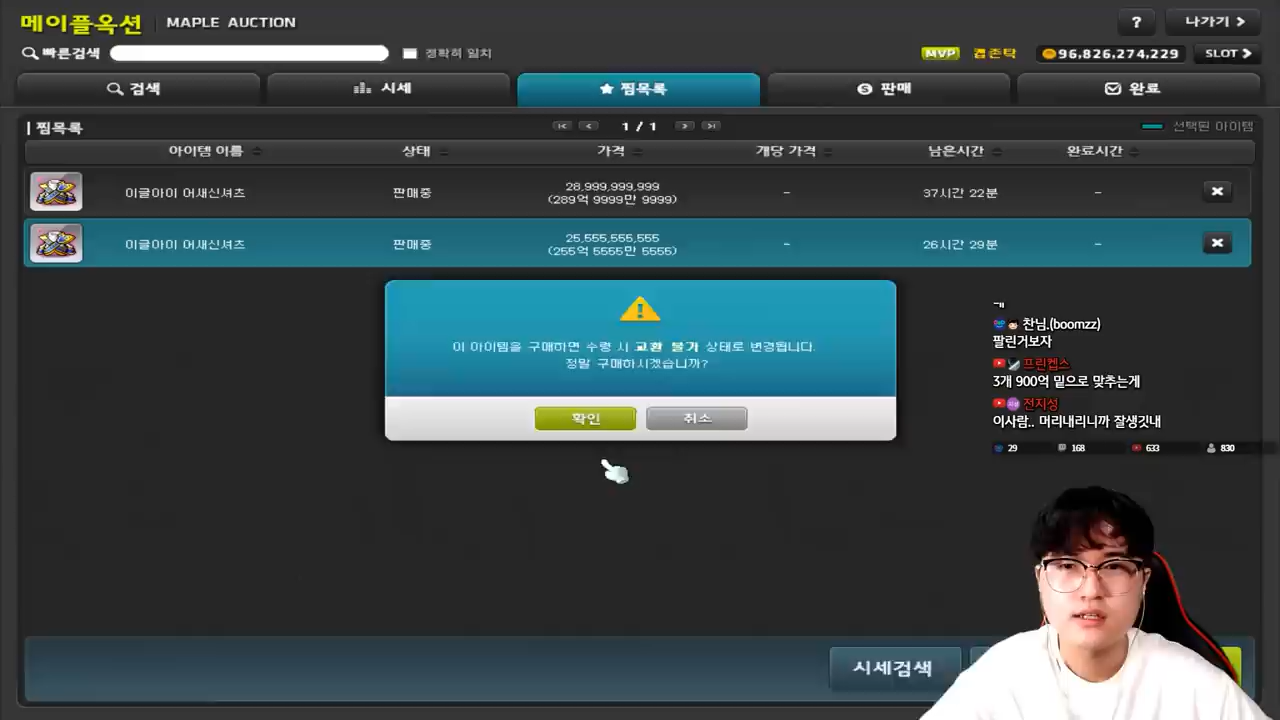 메이플옥션 MAPLE AUCTION ? 나가기
빠른검색 정확히 일치 MVP 겹존탁 96,826,274,229 SLOT
검색 시세 찜목록 판매 완료
찜목록 1 / 1 선택된 아이템
아이템 이름 상태 가격 개당 가격 남은시간 완료시간
이글아이 어새신셔츠 판매중 28,999,999,999 - 37시간 22분 -
(289억 9999만 9999)
이글아이 어새신셔츠 판매중 25,555,555,555 - 26시간 29분 -
(255억 5555만 5555)
이 아이템을 구매하면 수령 시 교환 불가 상태로 변경됩니다.
정말 구매하시겠습니까?
확인 취소
찬님.(boomzz)
팔린거보자
프린켑스
3개 900억 밑으로 맞추는게
전지성
이사람.. 머리내리니까 잘생깃내
29 168 633 830
시세검색